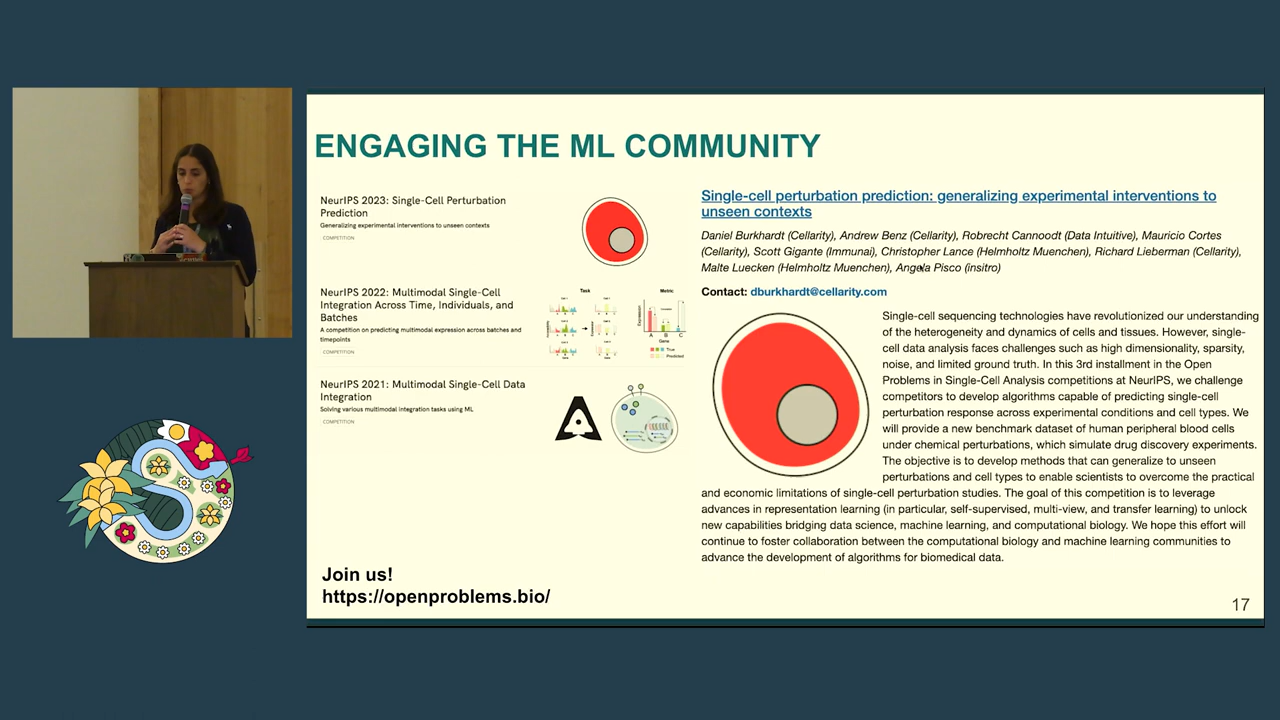 ENGAGING THE ML COMMUNITY
NeurIPS 2023: Single-Cell Perturbation
Prediction
Generalizing experimental interventions to unseen contexts
COMPETITION
NeurIPS 2022: Multimodal Single-Cell
Integration Across Time, Individuals, and
Batches
A competition on predicting multimodal expression across batches and
timepoints
COMPETITION
Task
Metric
Expression
A B C
Gene
True
Predicted
NeurIPS 2021: Multimodal Single-Cell Data
Integration
Solving various multimodal integration tasks using ML
COMPETITION
Join us!
https://openproblems.bio/
Single-cell perturbation prediction: generalizing experimental interventions to
unseen contexts
Daniel Burkhardt (Cellarity), Andrew Benz (Cellarity), Robrecht Cannoodt (Data Intuitive), Mauricio Cortes
(Cellarity), Scott Gigante (Immunai), Christopher Lance (Helmholtz Muenchen), Richard Lieberman (Cellarity),
Malte Luecken (Helmholtz Muenchen), Angela Pisco (insitro)
Contact: dburkhardt@cellarity.com
Single-cell sequencing technologies have revolutionized our understanding
of the heterogeneity and dynamics of cells and tissues. However, single-
cell data analysis faces challenges such as high dimensionality, sparsity,
noise, and limited ground truth. In this 3rd installment in the Open
Problems in Single-Cell Analysis competitions at NeurIPS, we challenge
competitors to develop algorithms capable of predicting single-cell
perturbation response across experimental conditions and cell types. We
will provide a new benchmark dataset of human peripheral blood cells
under chemical perturbations, which simulate drug discovery experiments.
The objective is to develop methods that can generalize to unseen
perturbations and cell types to enable scientists to overcome the practical
and economic limitations of single-cell perturbation studies. The goal of this competition is to leverage
advances in representation learning (in particular, self-supervised, multi-view, and transfer learning) to unlock
new capabilities bridging data science, machine learning, and computational biology. We hope this effort will
continue to foster collaboration between the computational biology and machine learning communities to
advance the development of algorithms for biomedical data.
17